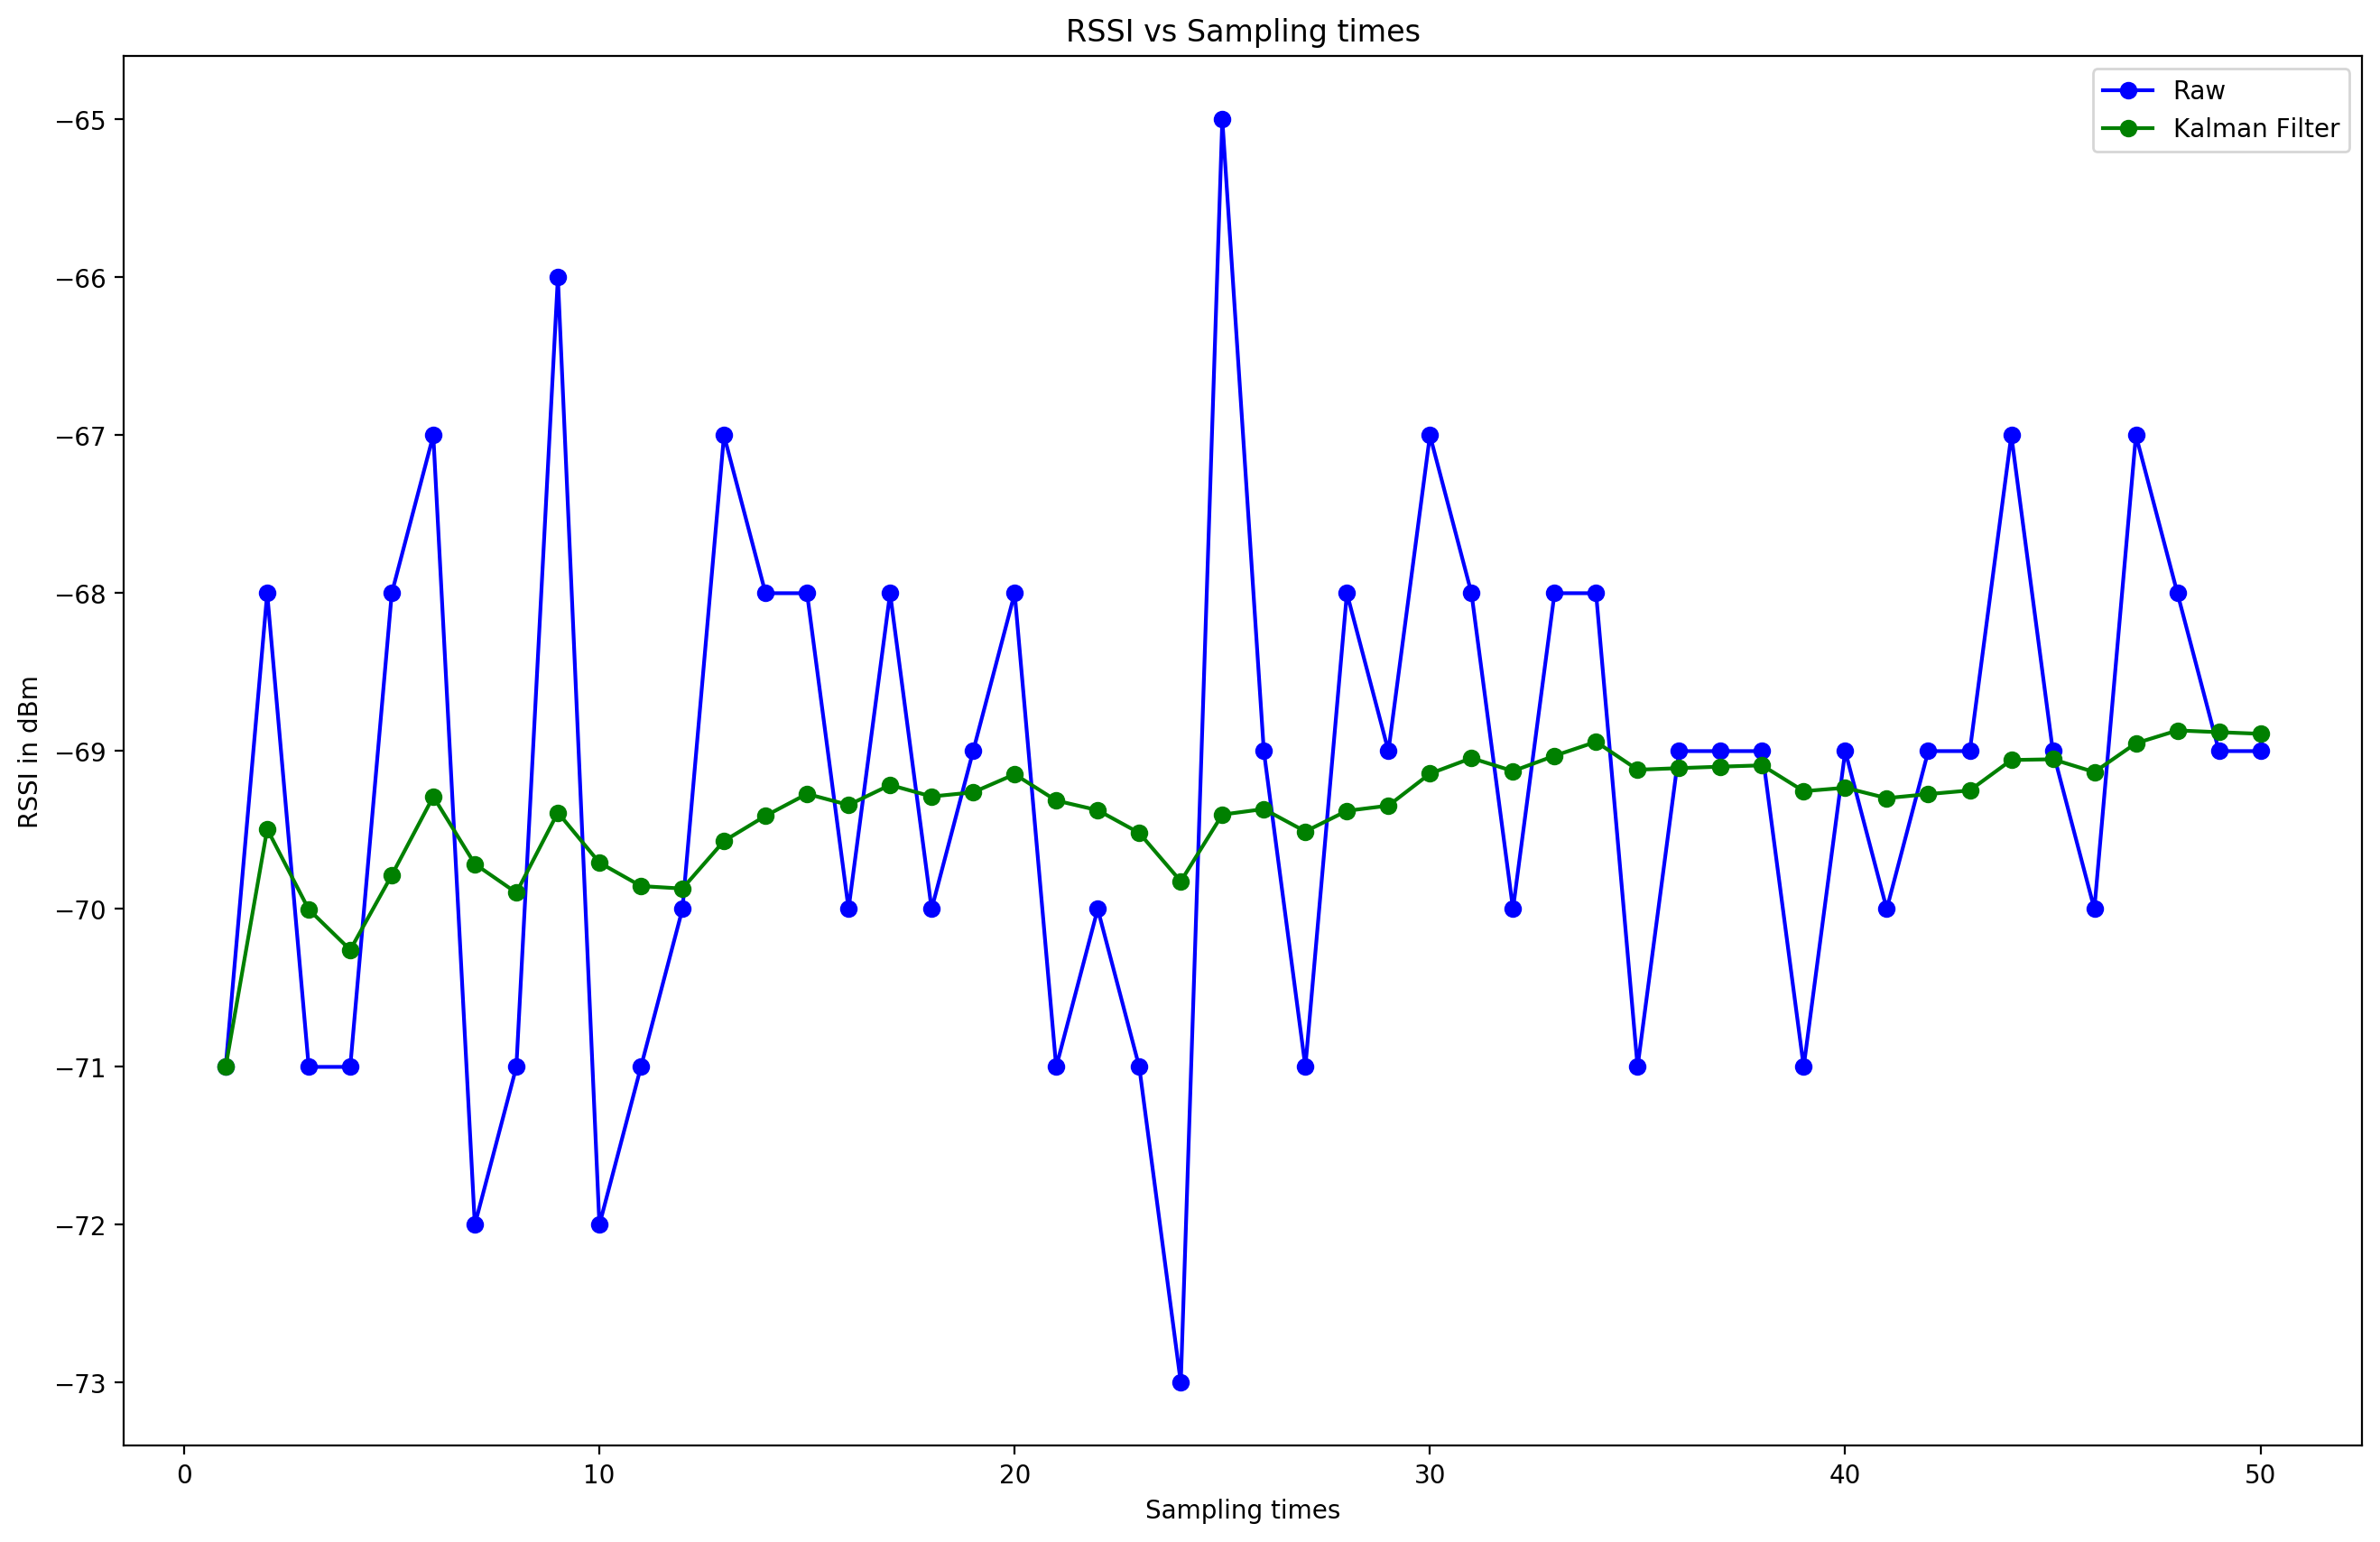 RSSI vs Sampling times
Raw
Kalman Filter
RSSI in dBm
−65
−66
−67
−68
−69
−70
−71
−72
−73
0 10 20 30 40 50
Sampling times